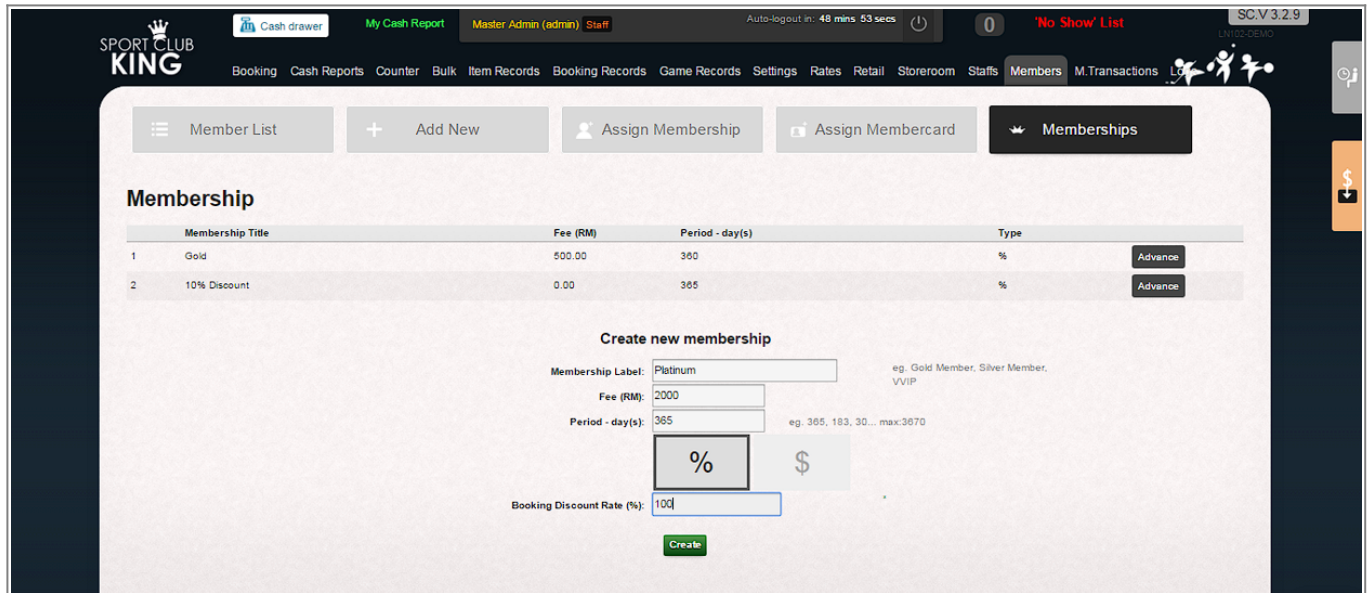 SPORT CLUB
KING
Cash drawer
My Cash Report
Master Admin (admin) Staff
Auto-logout in: 48 mins 53 secs
0
'No Show' List
SC.V 3.2.9
LN102-DEMO
Booking Cash Reports Counter Bulk Item Records Booking Records Game Records Settings Rates Retail Storeroom Staffs Members M.Transactions
Member List
+ Add New
Assign Membership
Assign Membercard
Memberships
$
Membership
Membership Title Fee (RM) Period - day(s) Type
1 Gold 500.00 360 % Advance
2 10% Discount 0.00 365 % Advance
Create new membership
Membership Label: Platinum eg. Gold Member, Silver Member,
VVIP
Fee (RM): 2000
Period - day(s): 365 eg. 365, 183, 30... max:3670
% $
Booking Discount Rate (%): 100 *
Create